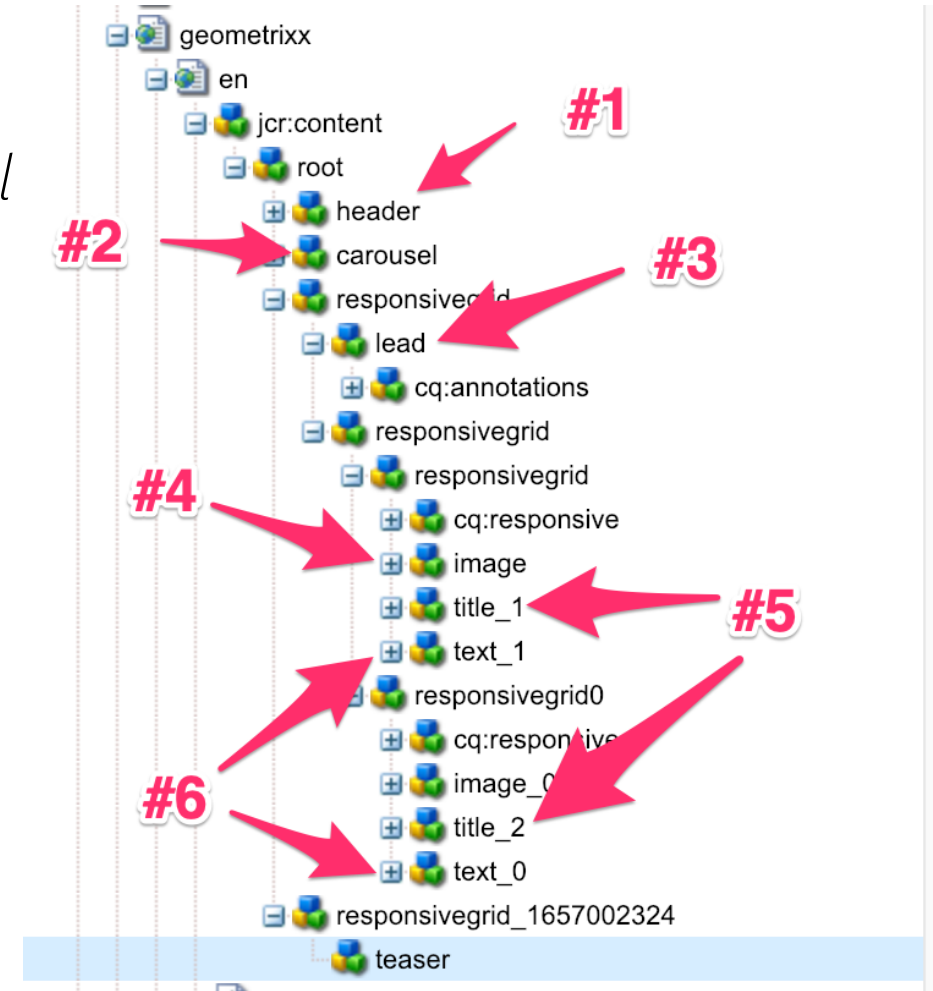 geometrixx
en
jcr:content
#1
l
root
header
#2
carousel
#3
responsivegrid
lead
cq:annotations
responsivegrid
#4
responsivegrid
cq:responsive
image
title_1
#5
text_1
responsivegrid0
cq:responsive
#6
image_0
title_2
text_0
responsivegrid_1657002324
teaser